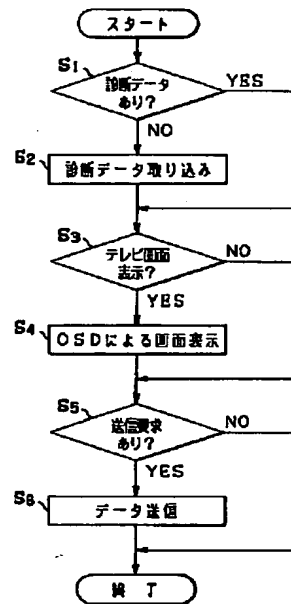 スタート
S1
診断データ
あり?
YES
NO
S2
診断データ取り込み
S3
テレビ画面
表示?
NO
YES
S4
OSDによる画面表示
S5
送信要求
あり?
NO
YES
S6
データ送信
終了